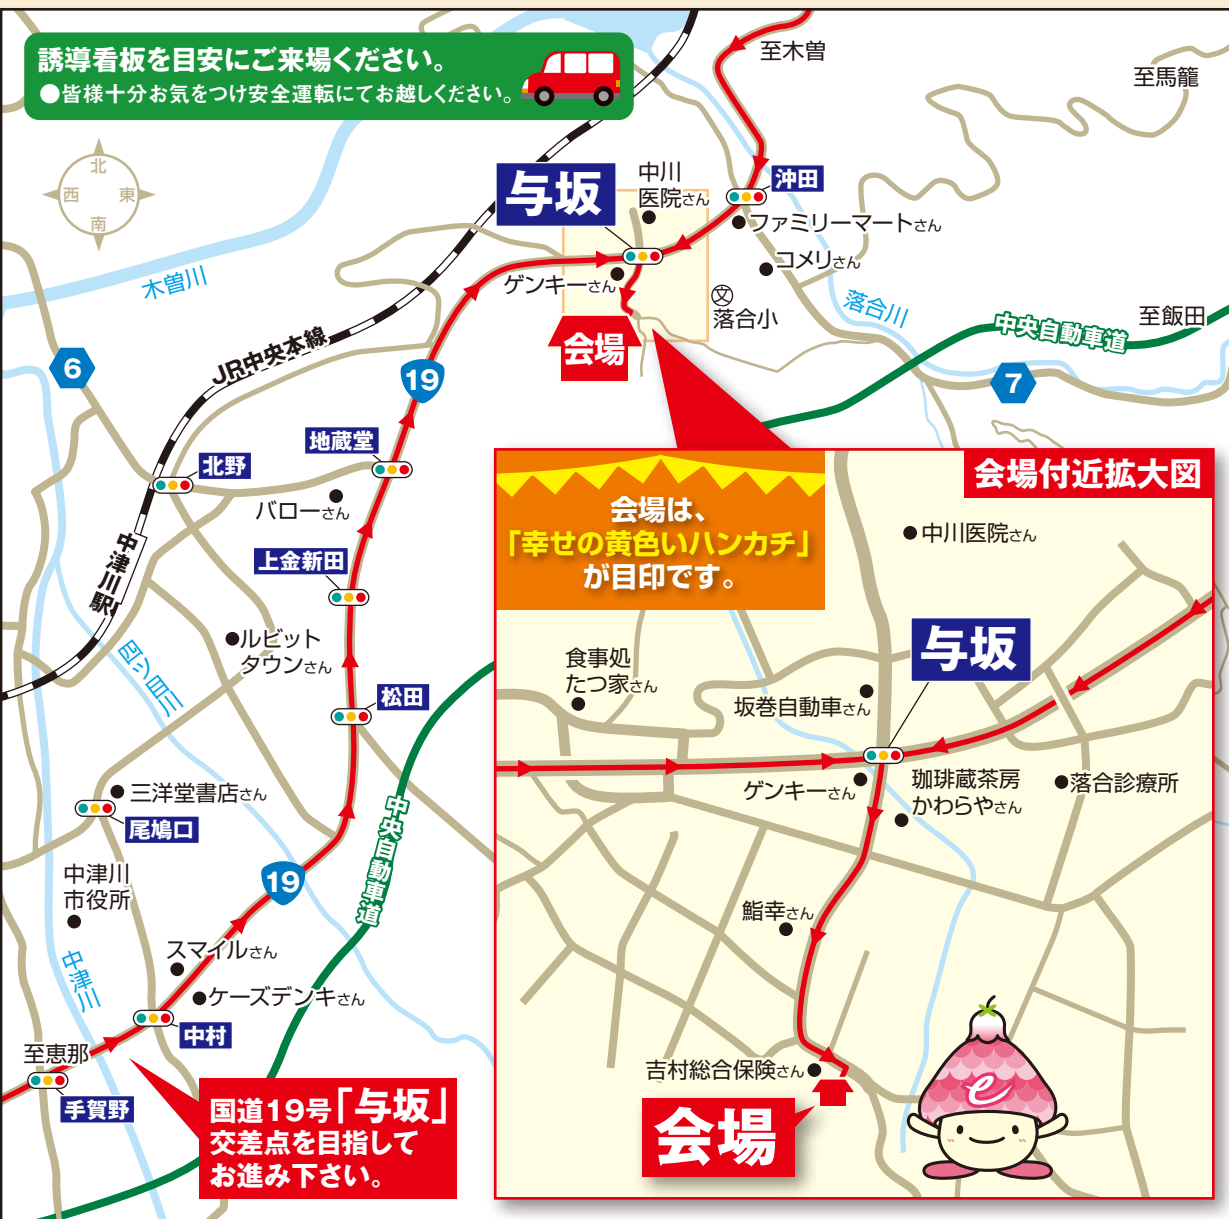 誘導看板を目安にご来場ください。
●皆様十分お気をつけ安全運転にてお越しください。
至木曽
至馬籠
北
西
東
南
与坂
中川
医院さん
沖田
ファミリーマートさん
コメリさん
木曽川
ゲンキーさん
文
落合小
落合川
中央自動車道
至飯田
会場
JR中央本線
6
19
7
地蔵堂
北野
バローさん
中津川駅
上金新田
ルビット
タウンさん
四ツ目川
松田
三洋堂書店さん
尾鳩口
中央自動車道
中津川
市役所
19
スマイルさん
中津川
ケーズデンキさん
中村
至恵那
手賀野
国道19号「与坂」
交差点を目指して
お進み下さい。
会場付近拡大図
会場は、
「幸せの黄色いハンカチ」
が目印です。
中川医院さん
与坂
食事処
たつ家さん
坂巻自動車さん
ゲンキーさん
珈琲蔵茶房
かわらやさん
落合診療所
鮨幸さん
吉村総合保険さん
会場
e